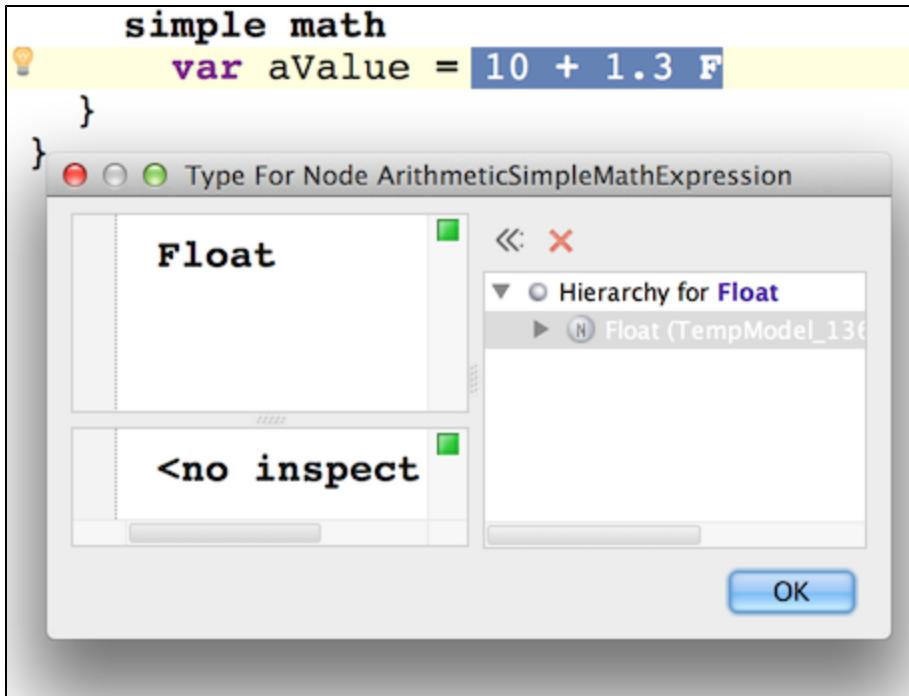 simple math
var aValue = 10 + 1.3 F
}
}
Type For Node ArithmeticSimpleMathExpression
Float
Hierarchy for Float
N Float (TempModel_136
<no inspect
OK